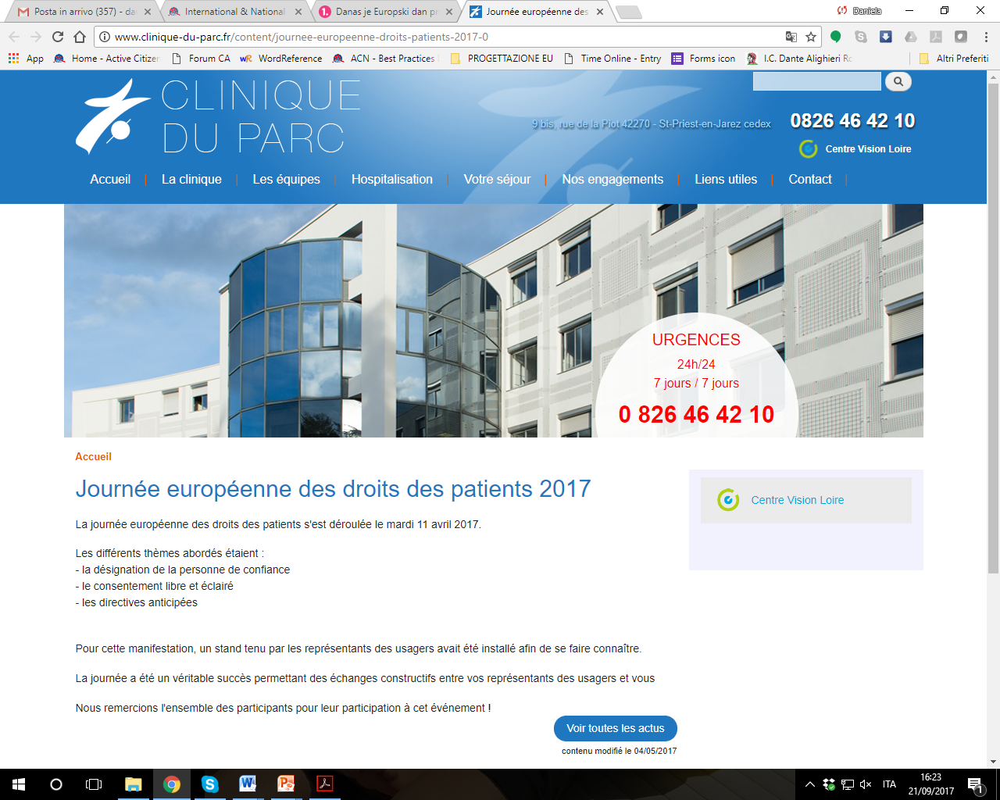 Posta in arrivo (357) - da
International & National
Danas je Europski dan pr
Journée européenne des
Daniela
www.clinique-du-parc.fr/content/journee-europeenne-droits-patients-2017-0
App
Home - Active Citizen
Forum CA
WordReference
ACN - Best Practices
PROGETTAZIONE EU
Time Online - Entry
Forms icon
I.C. Dante Alighieri Ro
Altri Preferiti
CLINIQUE
DU PARC
9 bis, rue de la Piot 42270 - St-Priest-en-Jarez cedex
0826 46 42 10
Centre Vision Loire
Accueil | La clinique | Les équipes | Hospitalisation | Votre séjour | Nos engagements | Liens utiles | Contact |
URGENCES
24h/24
7 jours / 7 jours
0 826 46 42 10
Accueil
Journée européenne des droits des patients 2017
Centre Vision Loire
La journée européenne des droits des patients s'est déroulée le mardi 11 avril 2017.
Les différents thèmes abordés étaient :
- la désignation de la personne de confiance
- le consentement libre et éclairé
- les directives anticipées
Pour cette manifestation, un stand tenu par les représentants des usagers avait été installé afin de se faire connaître.
La journée a été un véritable succès permettant des échanges constructifs entre vos représentants des usagers et vous
Nous remercions l'ensemble des participants pour leur participation à cet événement !
Voir toutes les actus
contenu modifié le 04/05/2017
ITA
16:23
21/09/2017
1